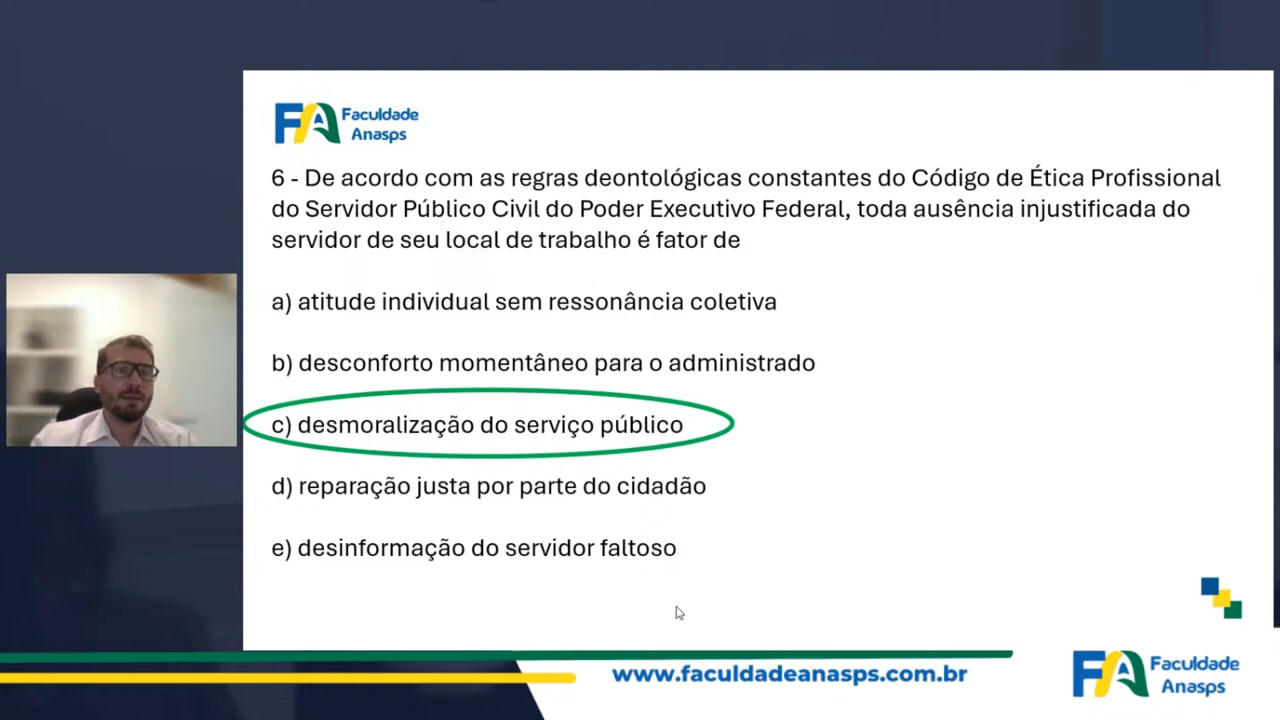 Faculdade
Anasps
6 - De acordo com as regras deontológicas constantes do Código de Ética Profissional
do Servidor Público Civil do Poder Executivo Federal, toda ausência injustificada do
servidor de seu local de trabalho é fator de
a) atitude individual sem ressonância coletiva
b) desconforto momentâneo para o administrado
c) desmoralização do serviço público
d) reparação justa por parte do cidadão
e) desinformação do servidor faltoso
www.faculdadeanasps.com.br
Faculdade
Anasps